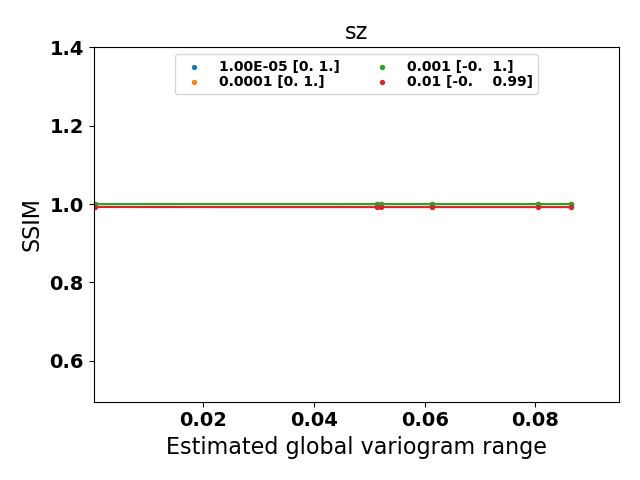 sz
1.4
1.00E-05 [0. 1.]
0.0001 [0. 1.]
0.001 [-0.  1.]
0.01 [-0.    0.99]
1.2
1.0
0.8
0.6
SSIM
0.02 0.04 0.06 0.08
Estimated global variogram range